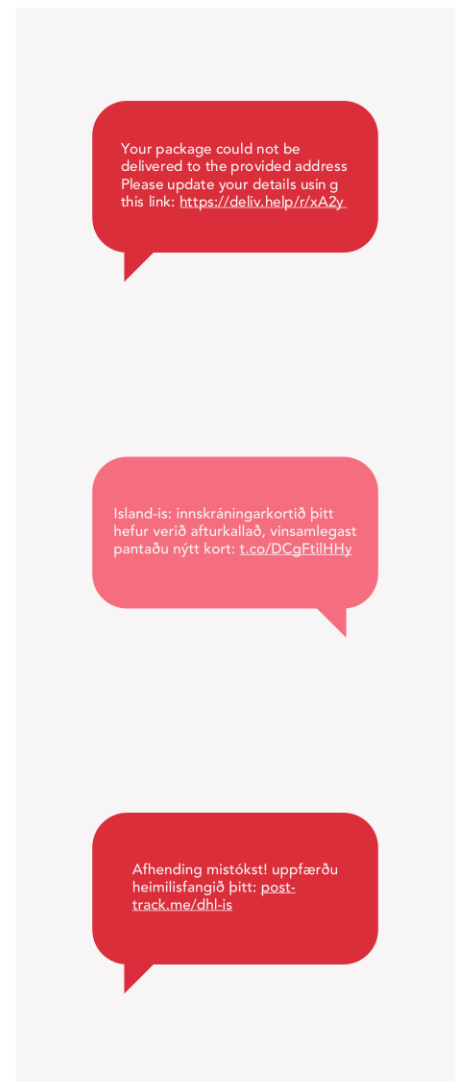 Your package could not be
delivered to the provided address
Please update your details usin g
this link: https://deliv.help/r/xA2y
Island-is: innskráningarkortið þitt
hefur verið afturkallað, vinsamlegast
pantaðu nýtt kort: t.co/DCgFtilHHy
Afhending mistókst! uppfærðu
heimilisfangið þitt: post-
track.me/dhl-is